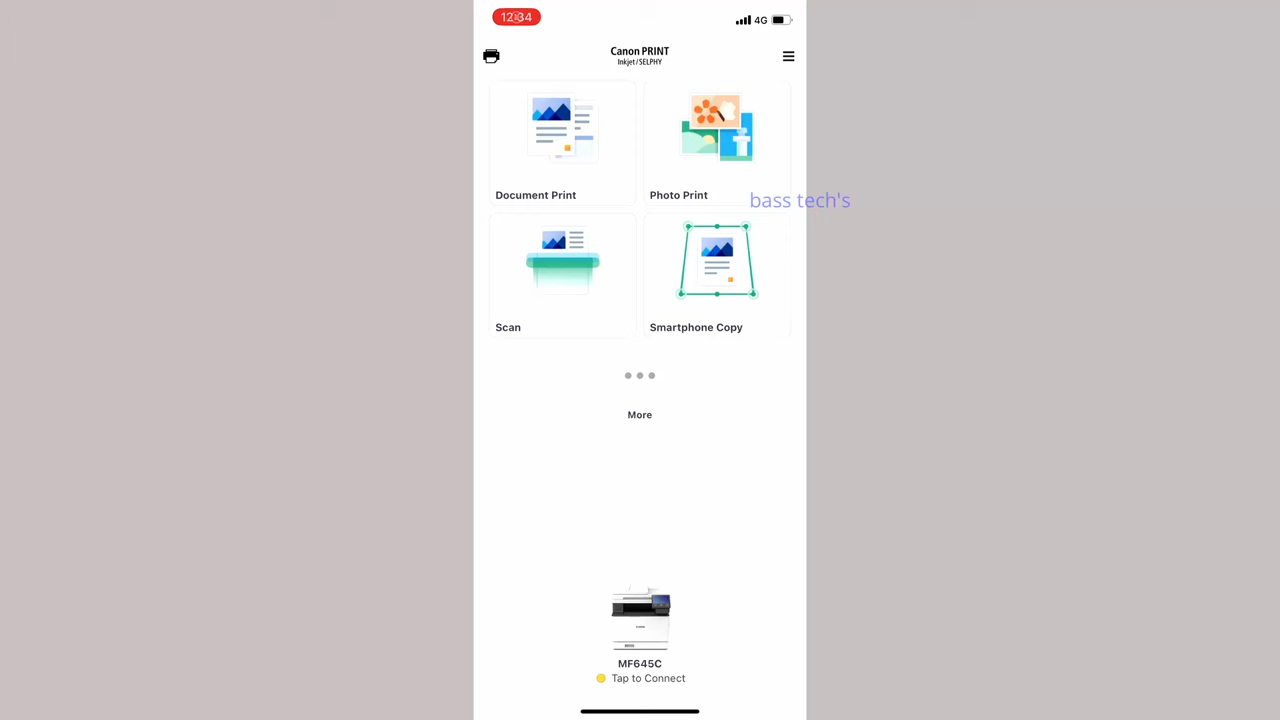 12:34
4G
Canon PRINT
Inkjet/SELPHY
Document Print
Photo Print
bass tech's
Scan
Smartphone Copy
More
MF645C
Tap to Connect